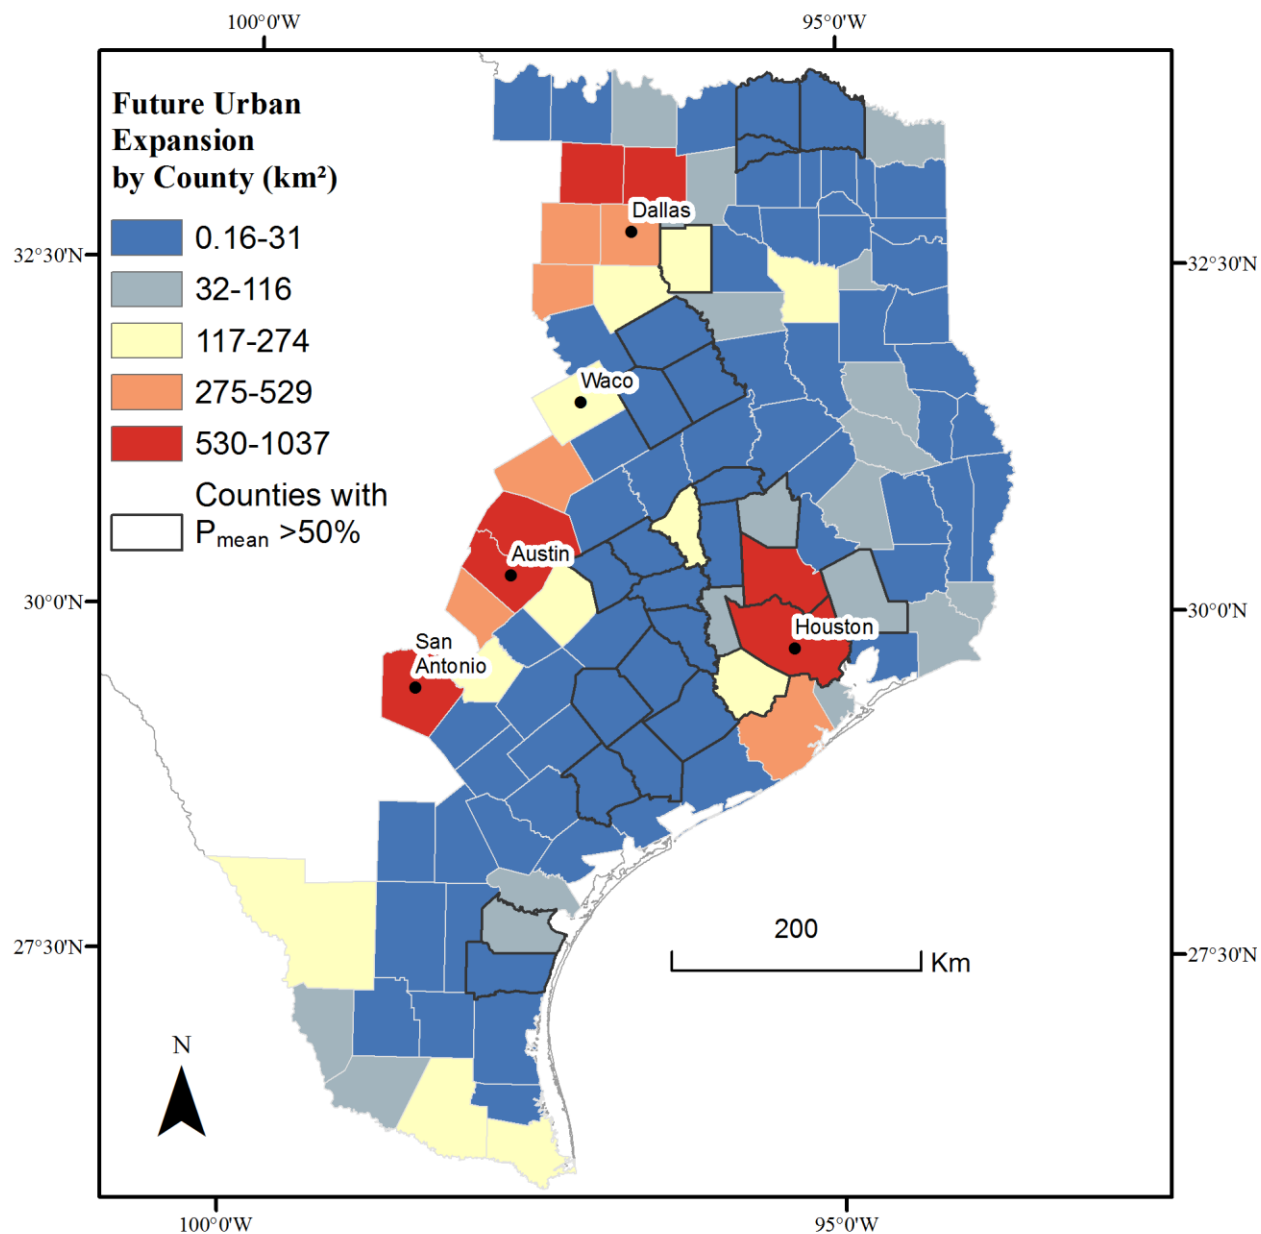 100°0'W
95°0'W
Future Urban
Expansion
by County (km²)
0.16-31
32-116
117-274
275-529
530-1037
Counties with
Pmean >50%
Dallas
32°30'N
32°30'N
Waco
Austin
30°0'N
30°0'N
Houston
San
Antonio
200
Km
27°30'N
27°30'N
N
100°0'W
95°0'W